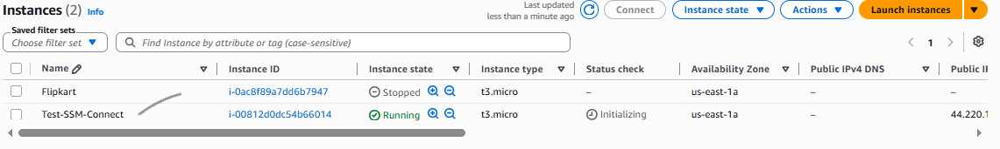 Instances (2) Info
Last updated
less than a minute ago
Connect
Instance state
Actions
Launch instances
Saved filter sets
Choose filter set
Find Instance by attribute or tag (case-sensitive)
1
Name Instance ID Instance state Instance type Status check Availability Zone Public IPv4 DNS Public IP
Flipkart i-0ac8f89a7dd6b7947 Stopped t3.micro – us-east-1a –
Test-SSM-Connect i-00812d0dc54b66014 Running t3.micro Initializing us-east-1a – 44.220.1